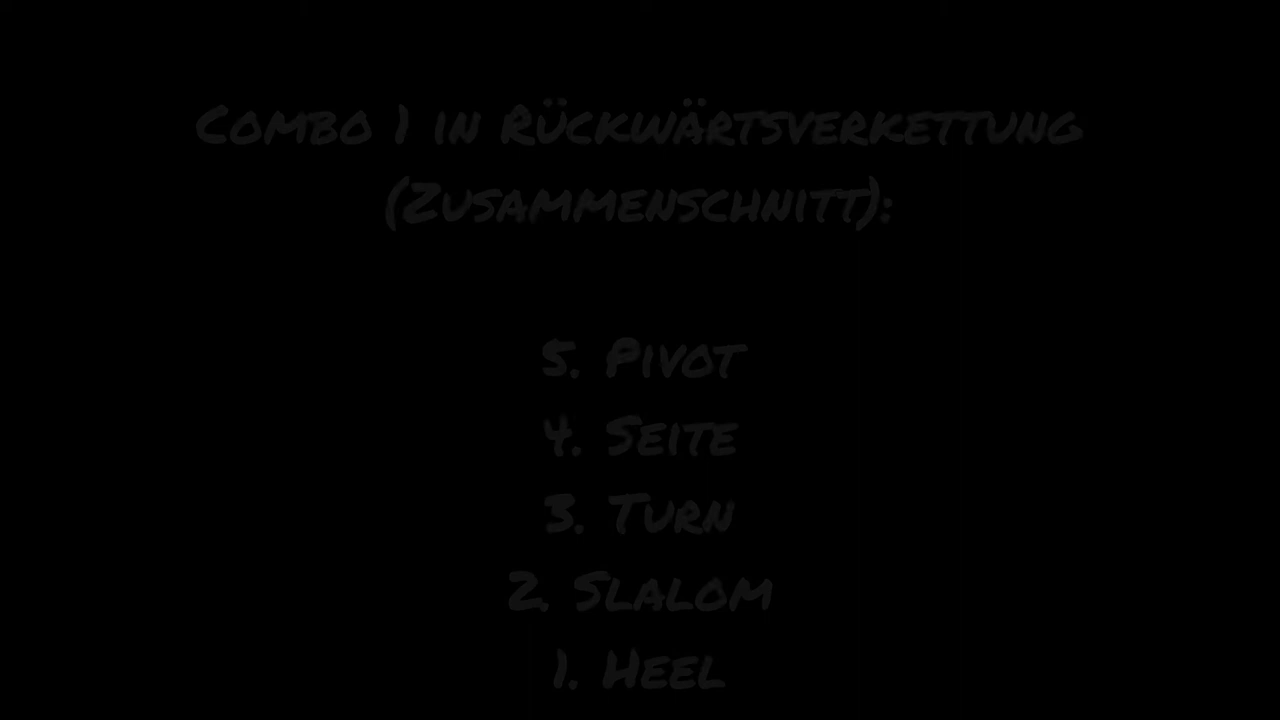 Combo 1 in Rückwärtsverkettung
(Zusammenschnitt):
5. Pivot
4. Seite
3. Turn
2. Slalom
1. Heel